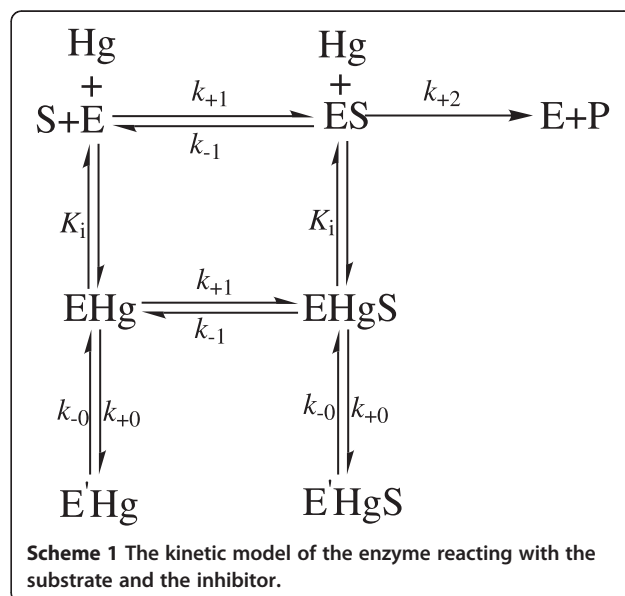 Hg Hg
+ +
S+E k+1 ES k+2 E+P
k-1
Ki Ki
EHg k+1 EHgS
k-1
k-0 k+0 k-0 k+0
E'Hg E'HgS
Scheme 1 The kinetic model of the enzyme reacting with the
substrate and the inhibitor.